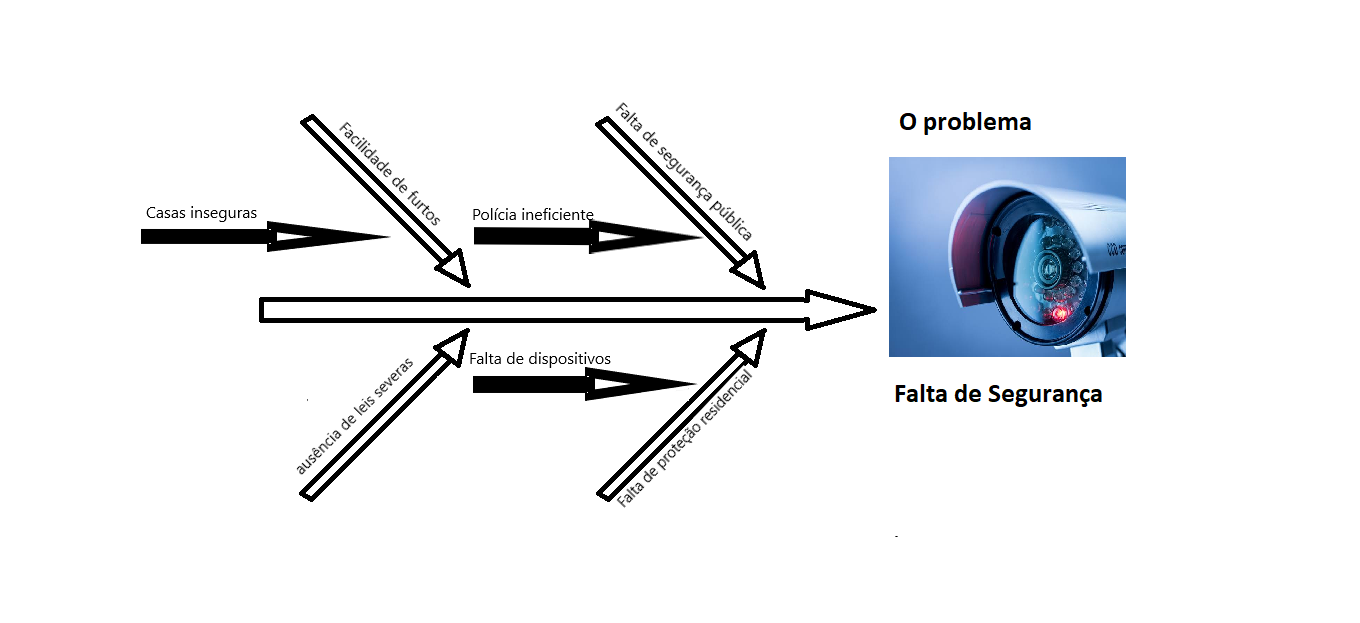 O problema
Facilidade de furtos
Falta de segurança pública
Casas inseguras
Polícia ineficiente
Falta de dispositivos
ausência de leis severas
Falta de proteção residencial
Falta de Segurança